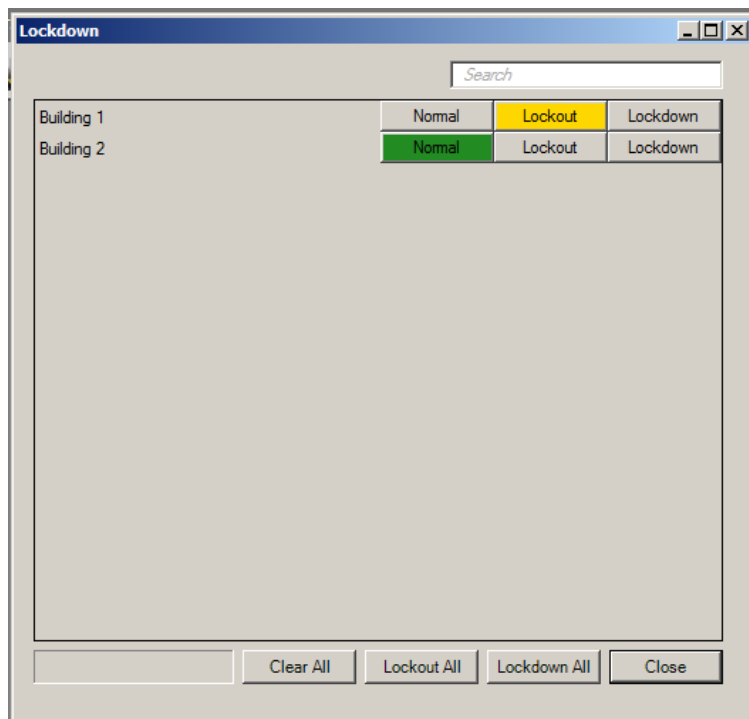 Lockdown
Search
Building 1 Normal Lockout Lockdown
Building 2 Normal Lockout Lockdown
Clear All Lockout All Lockdown All Close